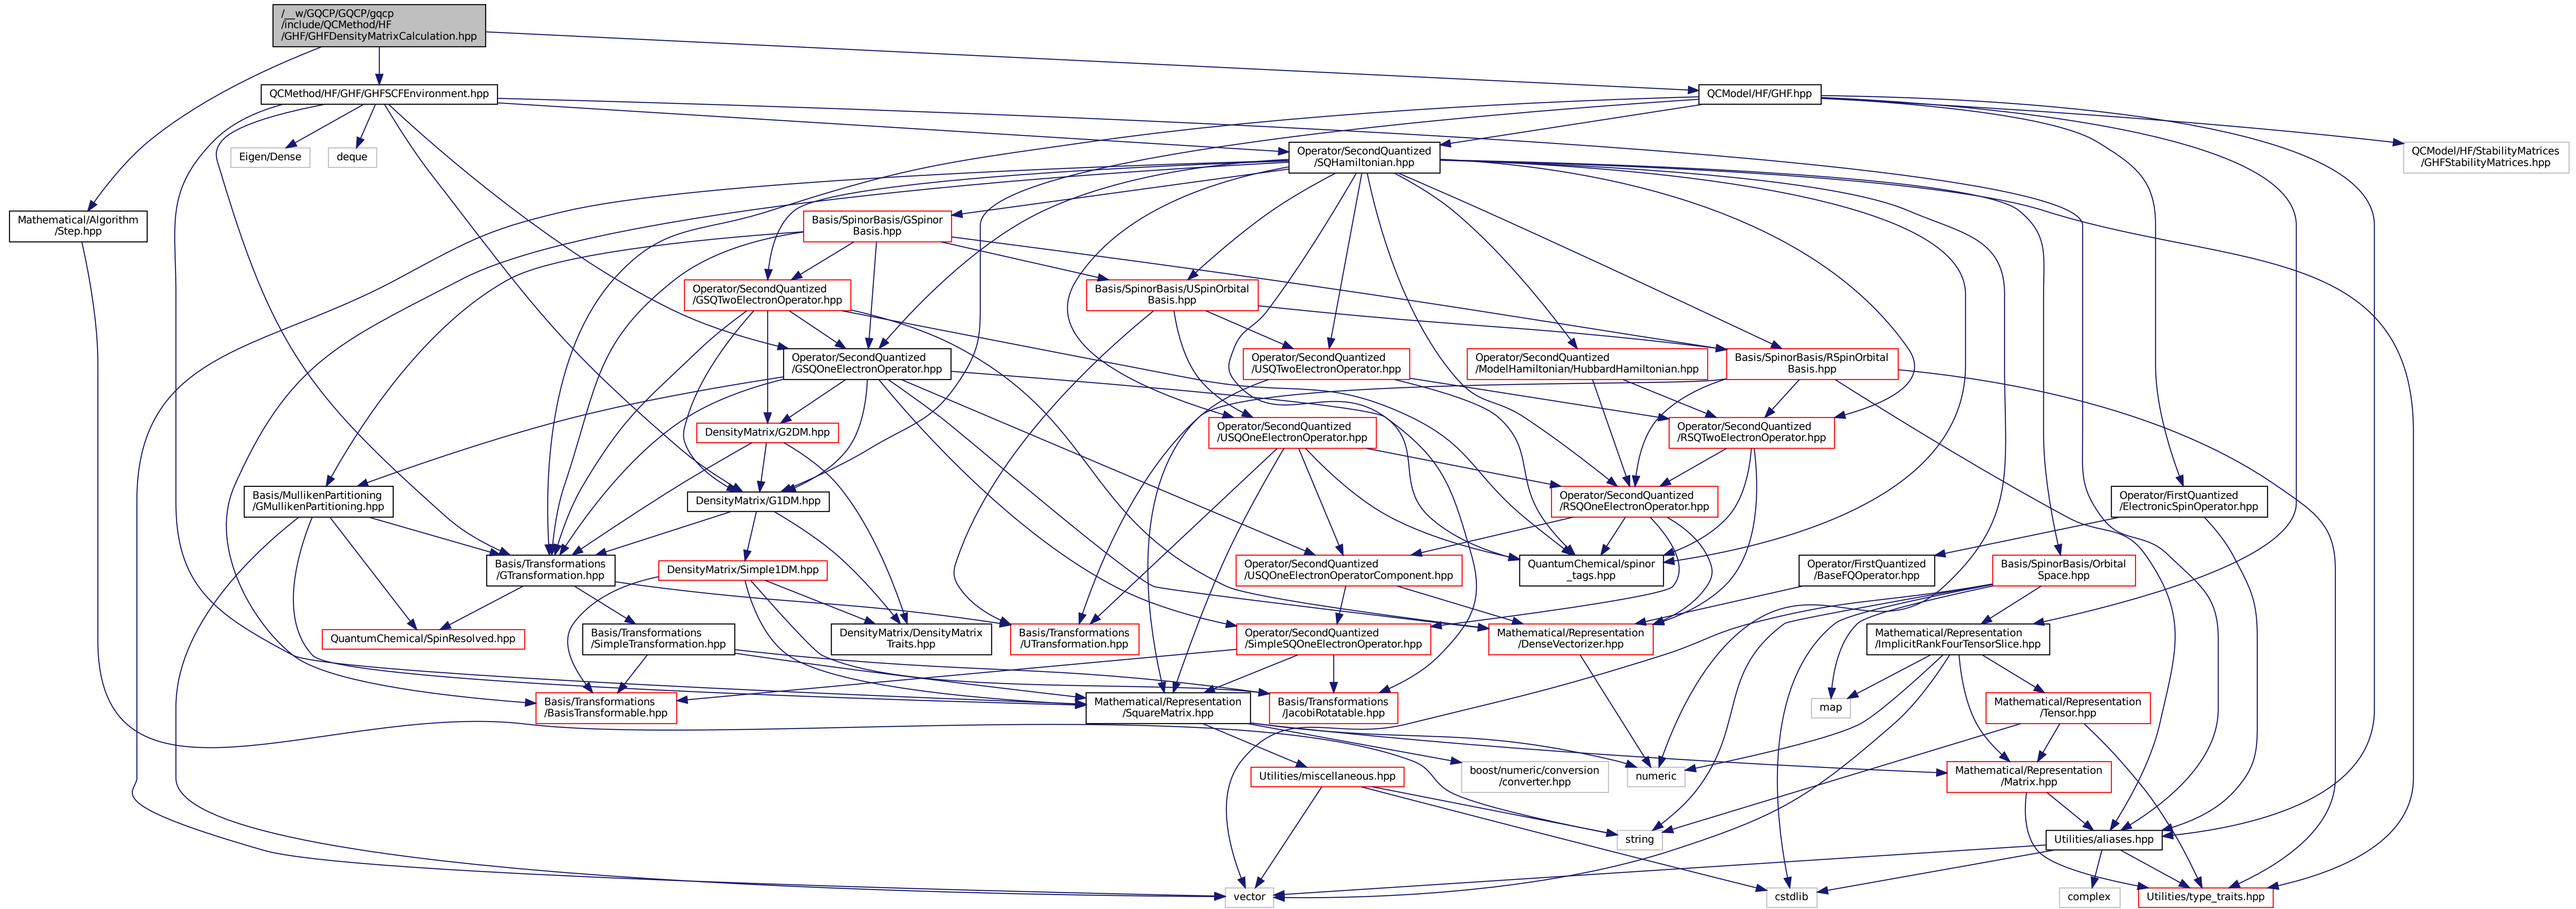 /__w/GQCP/GQCP/gqcp
/include/QCMethod/HF
/GHF/GHFDensityMatrixCalculation.hpp
QCMethod/HF/GHF/GHFSCFEnvironment.hpp
QCModel/HF/GHF.hpp
Eigen/Dense
deque
Operator/SecondQuantized
/SQHamiltonian.hpp
QCModel/HF/StabilityMatrices
/GHFStabilityMatrices.hpp
Mathematical/Algorithm
/Step.hpp
Basis/SpinorBasis/GSpinor
Basis.hpp
Operator/SecondQuantized
/GSQTwoElectronOperator.hpp
Basis/SpinorBasis/USpinOrbital
Basis.hpp
Operator/SecondQuantized
/GSQOneElectronOperator.hpp
Operator/SecondQuantized
/USQTwoElectronOperator.hpp
Operator/SecondQuantized
/ModelHamiltonian/HubbardHamiltonian.hpp
Basis/SpinorBasis/RSpinOrbital
Basis.hpp
DensityMatrix/G2DM.hpp
Operator/SecondQuantized
/USQOneElectronOperator.hpp
Operator/SecondQuantized
/RSQTwoElectronOperator.hpp
Basis/MullikenPartitioning
/GMullikenPartitioning.hpp
DensityMatrix/G1DM.hpp
Operator/SecondQuantized
/RSQOneElectronOperator.hpp
Operator/FirstQuantized
/ElectronicSpinOperator.hpp
Basis/Transformations
/GTransformation.hpp
DensityMatrix/Simple1DM.hpp
Operator/SecondQuantized
/USQOneElectronOperatorComponent.hpp
QuantumChemical/spinor
_tags.hpp
Operator/FirstQuantized
/BaseFQOperator.hpp
Basis/SpinorBasis/Orbital
Space.hpp
QuantumChemical/SpinResolved.hpp
Basis/Transformations
/SimpleTransformation.hpp
DensityMatrix/DensityMatrix
Traits.hpp
Basis/Transformations
/UTransformation.hpp
Operator/SecondQuantized
/SimpleSQOneElectronOperator.hpp
Mathematical/Representation
/DenseVectorizer.hpp
Mathematical/Representation
/ImplicitRankFourTensorSlice.hpp
Basis/Transformations
/BasisTransformable.hpp
Mathematical/Representation
/SquareMatrix.hpp
Basis/Transformations
/JacobiRotatable.hpp
map
Mathematical/Representation
/Tensor.hpp
Utilities/miscellaneous.hpp
boost/numeric/conversion
/converter.hpp
numeric
Mathematical/Representation
/Matrix.hpp
string
Utilities/aliases.hpp
vector
cstdlib
complex
Utilities/type_traits.hpp